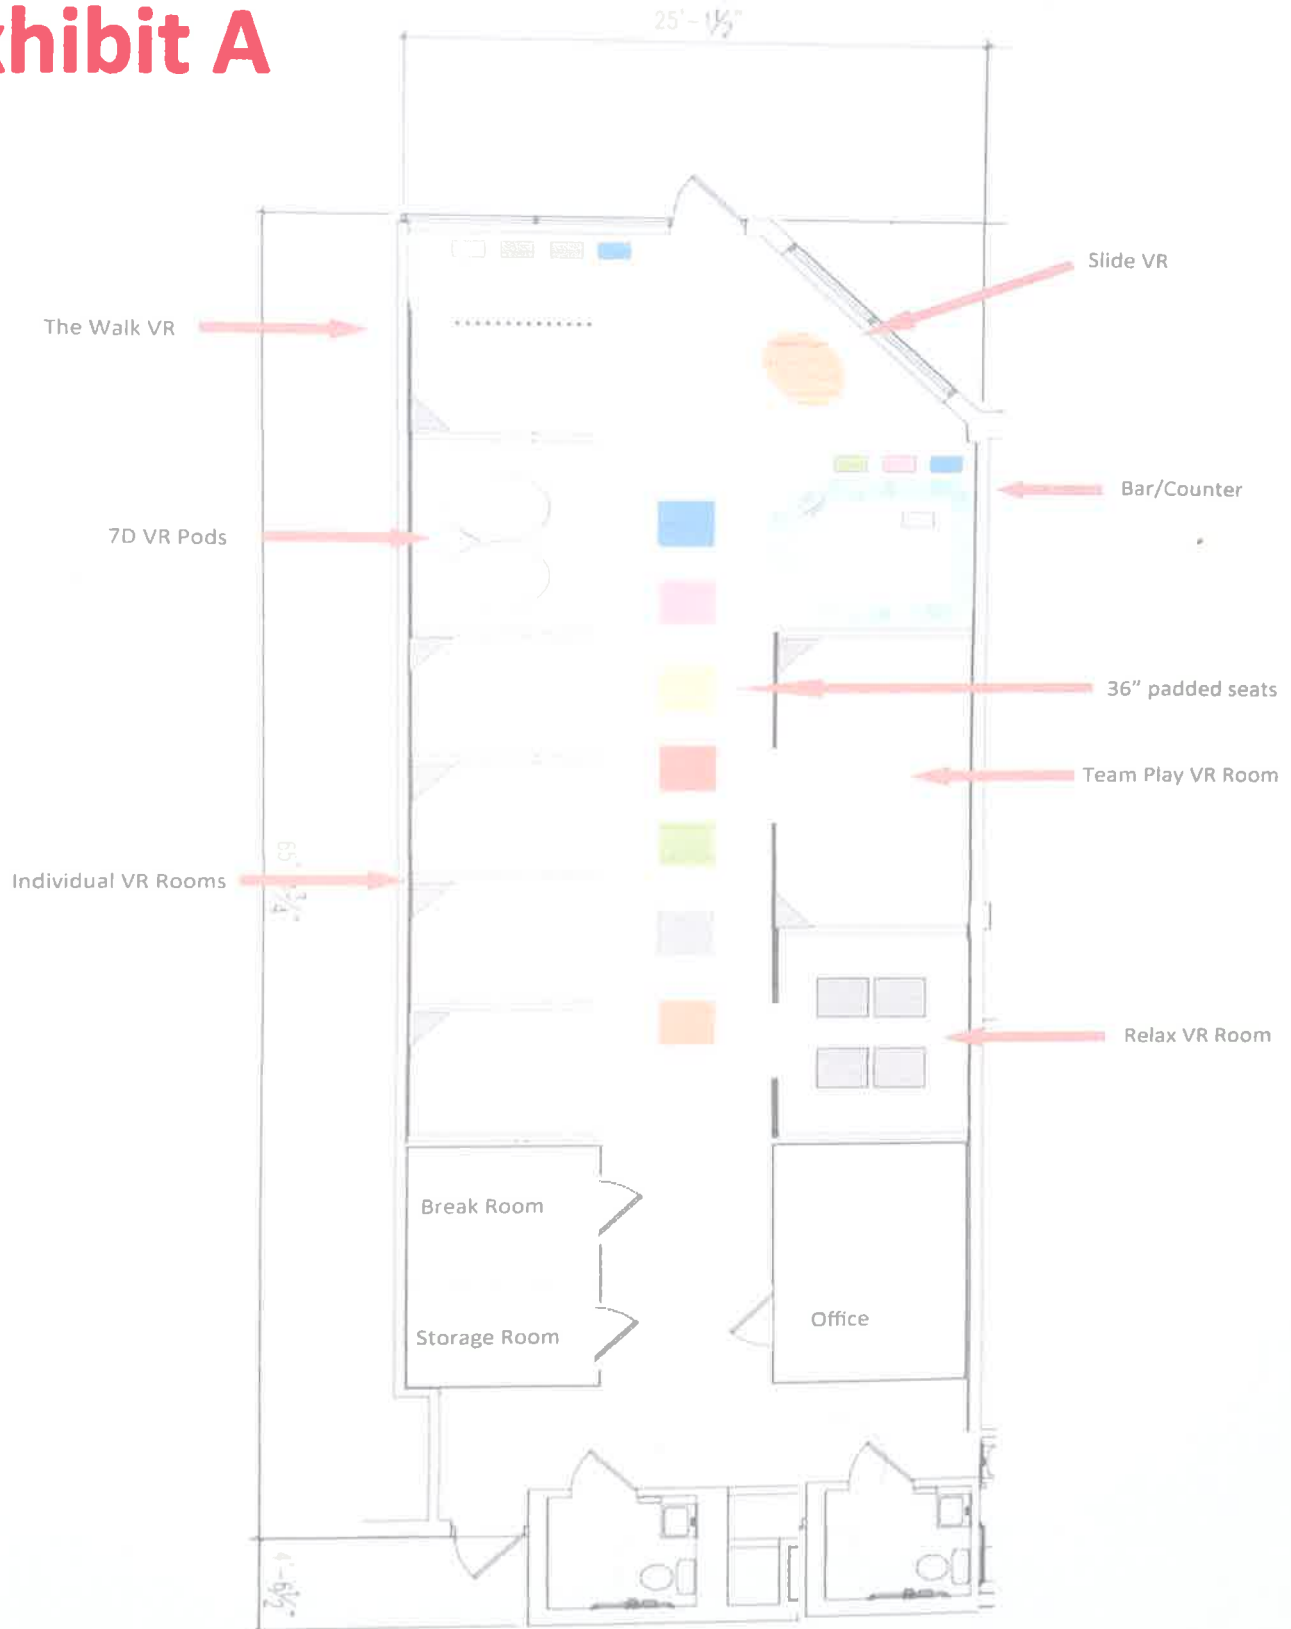 xhibit A
25'-1½"
Slide VR
The Walk VR
Bar/Counter
7D VR Pods
36" padded seats
Team Play VR Room
Individual VR Rooms
Relax VR Room
Break Room
Office
Storage Room